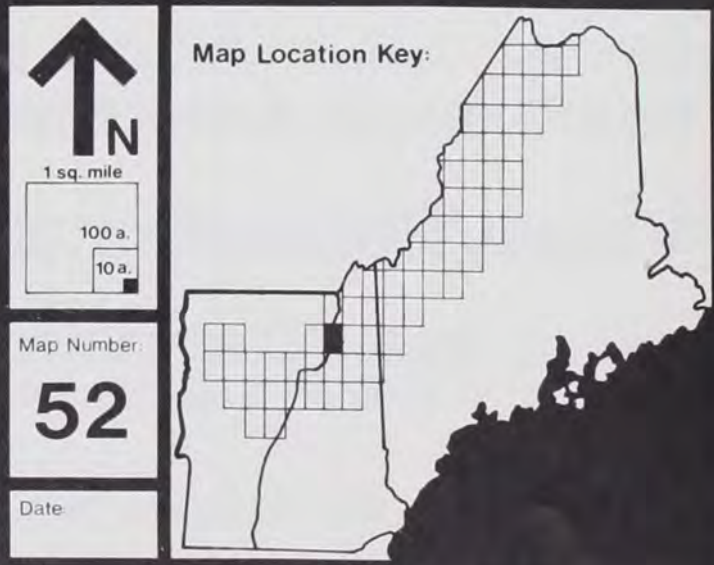 N
1 sq. mile
100 a.
10 a.
Map Number:
52
Date:
Map Location Key: